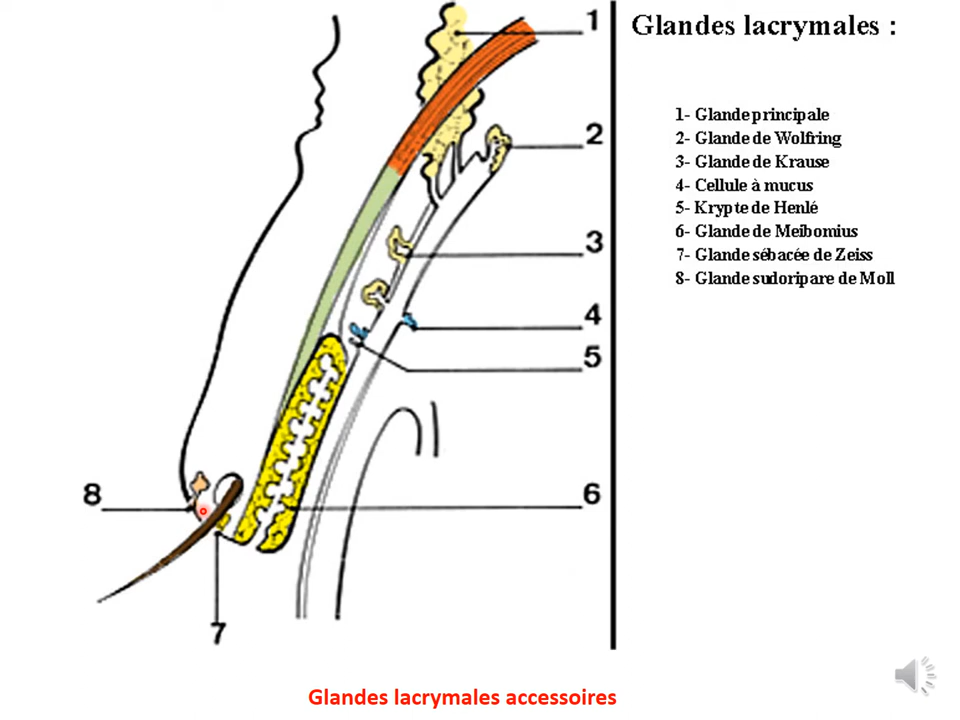 Glandes lacrymales :
1- Glande principale
2- Glande de Wolfring
3- Glande de Krause
4- Cellule à mucus
5- Krypte de Henlé
6- Glande de Meibomius
7- Glande sébacée de Zeiss
8- Glande sudoripare de Moll
1
2
3
4
5
6
8
7
Glandes lacrymales accessoires